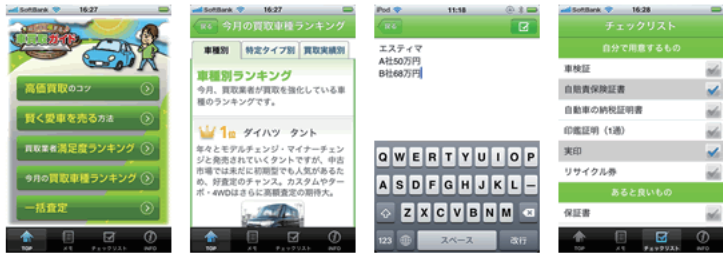 SoftBank 16:27
車買取ガイド
高価買取のコツ
賢く愛車を売る方法
買取業者満足度ランキング
今月の買取車種ランキング
一括査定
TOP メモ チェックリスト INFO
SoftBank 16:27
戻る 今月の買取車種ランキング
車種別 特定タイプ別 買取実績別
車種別ランキング
今月、買取業者が買取を強化している車
種のランキングです。
1位 ダイハツ タント
年々とモデルチェンジ・マイナーチェン
ジと発売されていくタントですが、中古
市場では未だに初期型でも人気があるた
め、好査定のチャンス。カスタムやター
ボ・4WDはさらに高額査定の期待大。
TOP メモ チェックリスト INFO
iPod 11:18
戻る
エスティマ
A社50万円
B社68万円
Q W E R T Y U I O P
A S D F G H J K L –
Z X C V B N M
123 スペース 改行
SoftBank 16:28
チェックリスト
自分で用意するもの
車検証
自賠責保険証書
自動車の納税証明書
印鑑証明（1通）
実印
リサイクル券
あると良いもの
保証書
TOP メモ チェックリスト INFO